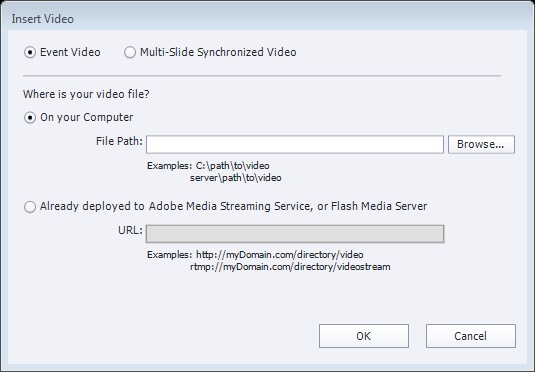 Insert Video
Event Video Multi-Slide Synchronized Video
Where is your video file?
On your Computer
File Path: Browse...
Examples: C:\path\to\video
server\path\to\video
Already deployed to Adobe Media Streaming Service, or Flash Media Server
URL:
Examples: http://myDomain.com/directory/video
rtmp://myDomain.com/directory/videostream
OK Cancel